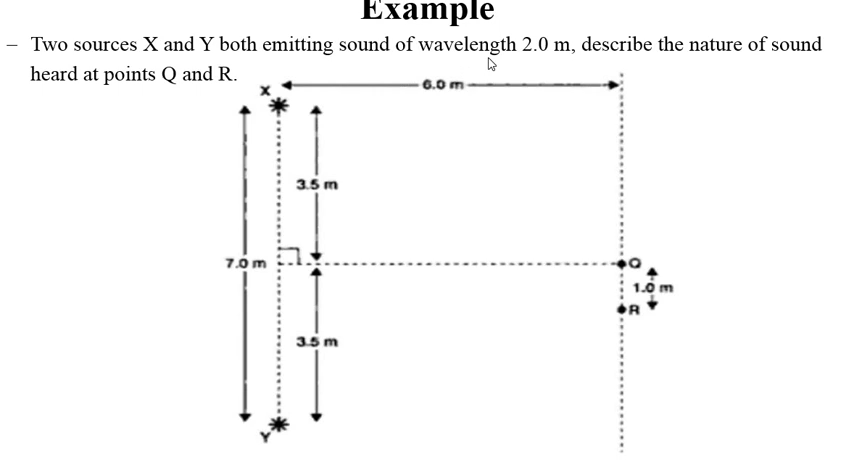 Example
– Two sources X and Y both emitting sound of wavelength 2.0 m, describe the nature of sound
heard at points Q and R.
X
6.0 m
3.5 m
7.0 m
Q
1.0 m
R
3.5 m
Y